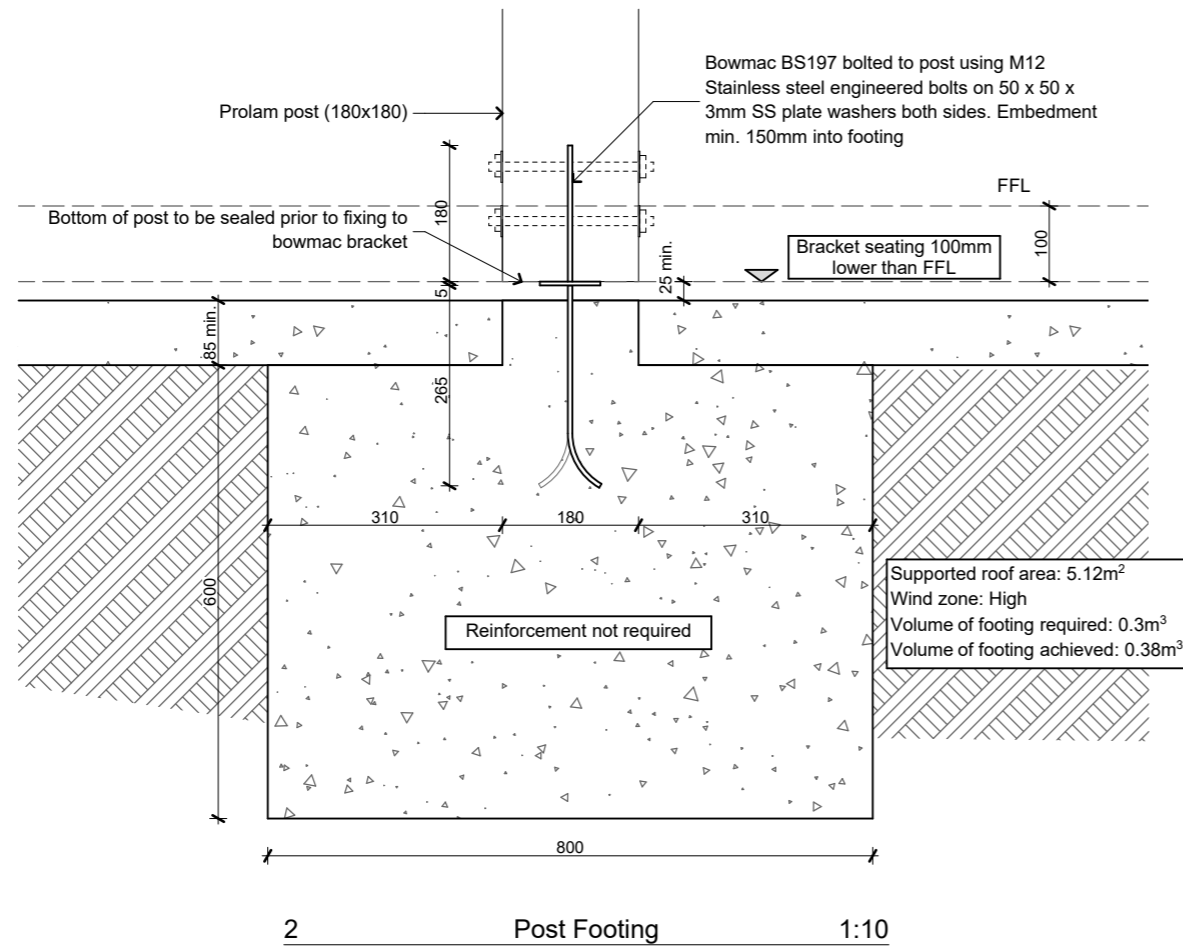 Bowmac BS197 bolted to post using M12
Stainless steel engineered bolts on 50 x 50 x
3mm SS plate washers both sides. Embedment
min. 150mm into footing
Prolam post (180x180)
FFL
180
Bottom of post to be sealed prior to fixing to
bowmac bracket
100
Bracket seating 100mm
lower than FFL
25 min.
5
85 min.
265
310
180
310
600
Supported roof area: 5.12m²
Wind zone: High
Volume of footing required: 0.3m³
Volume of footing achieved: 0.38m³
Reinforcement not required
800
2 Post Footing 1:10